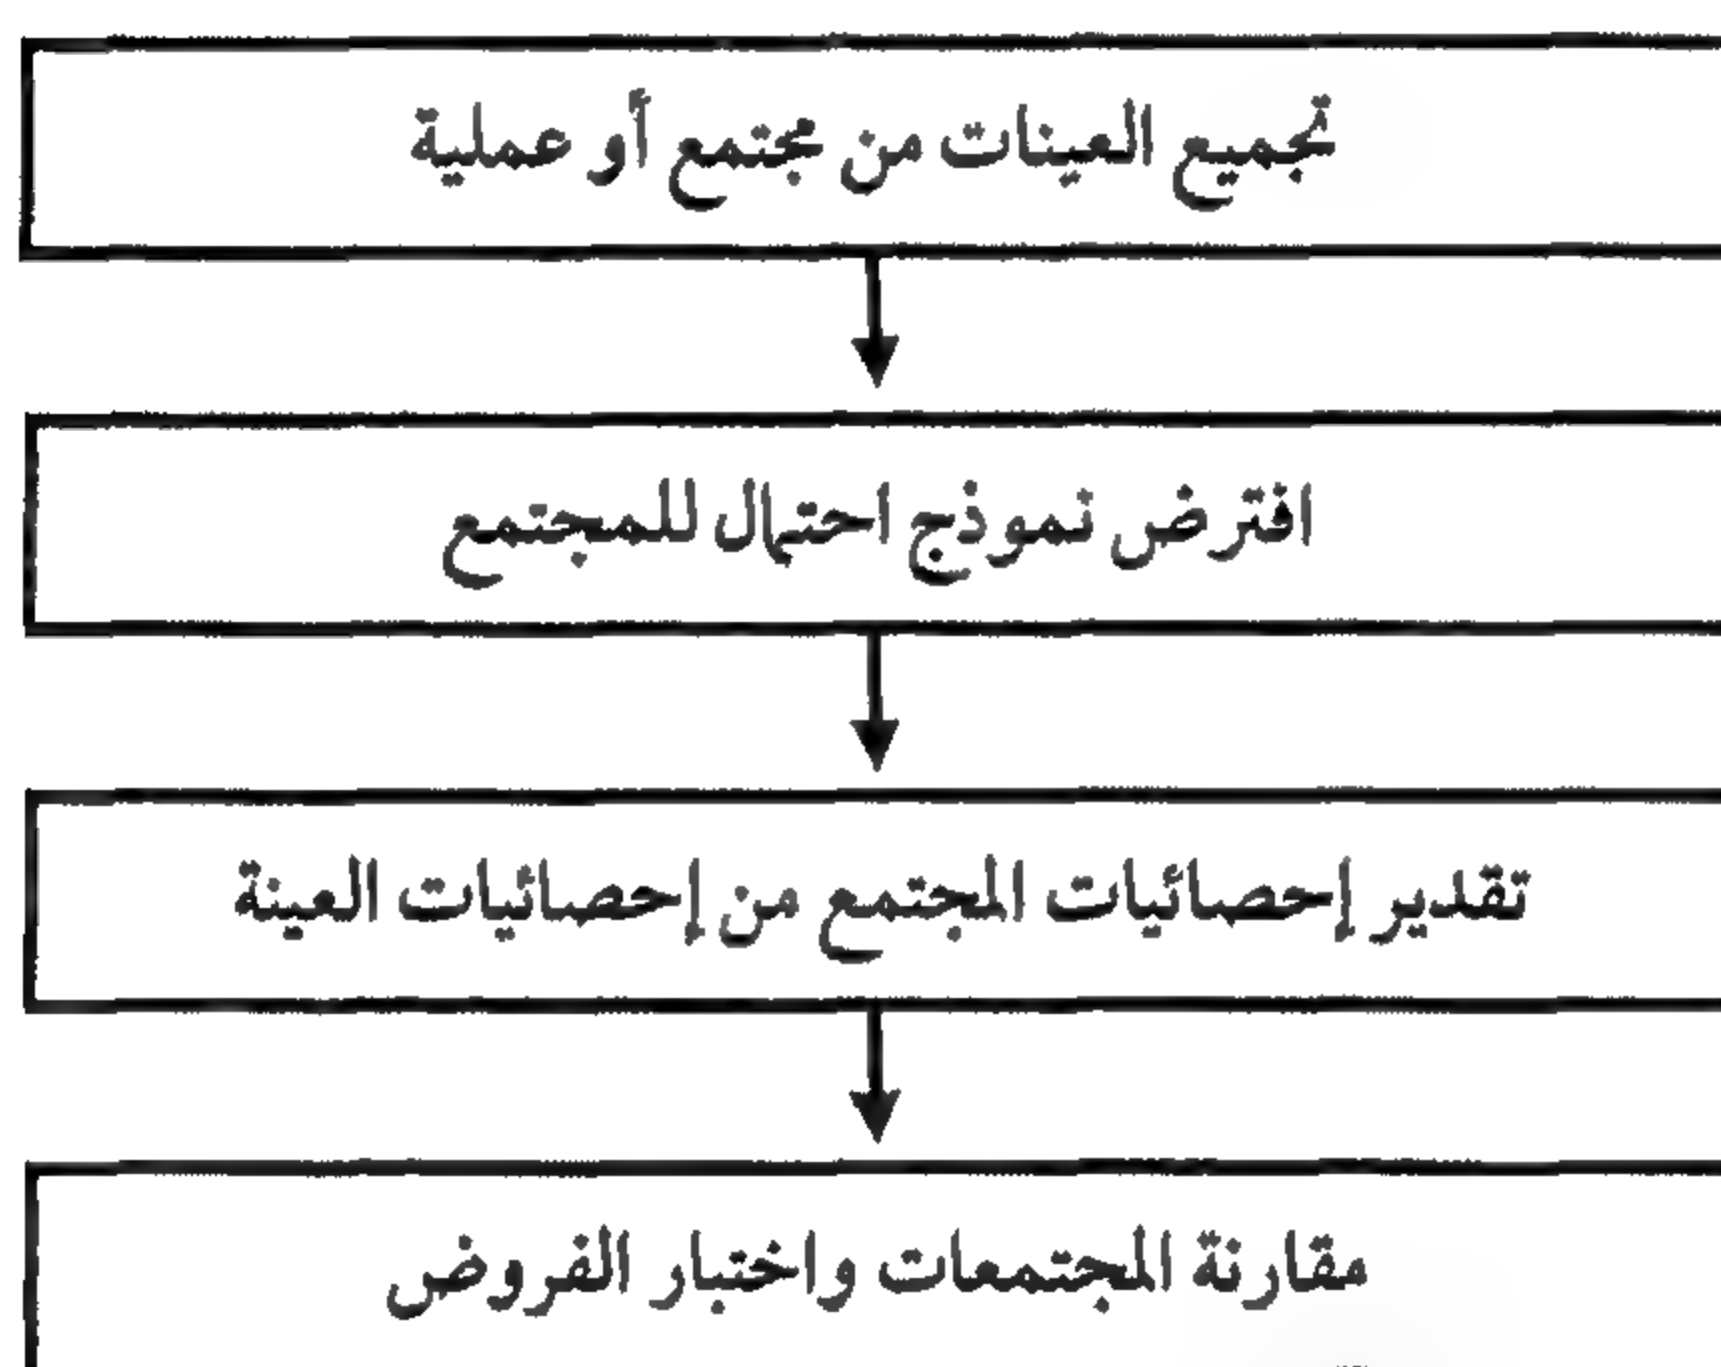 تجميع العينات من مجتمع أو عملية
افترض نموذج احتمال للمجتمع
تقدير إحصائيات المجتمع من إحصائيات العينة
مقارنة المجتمعات واختبار الفروض